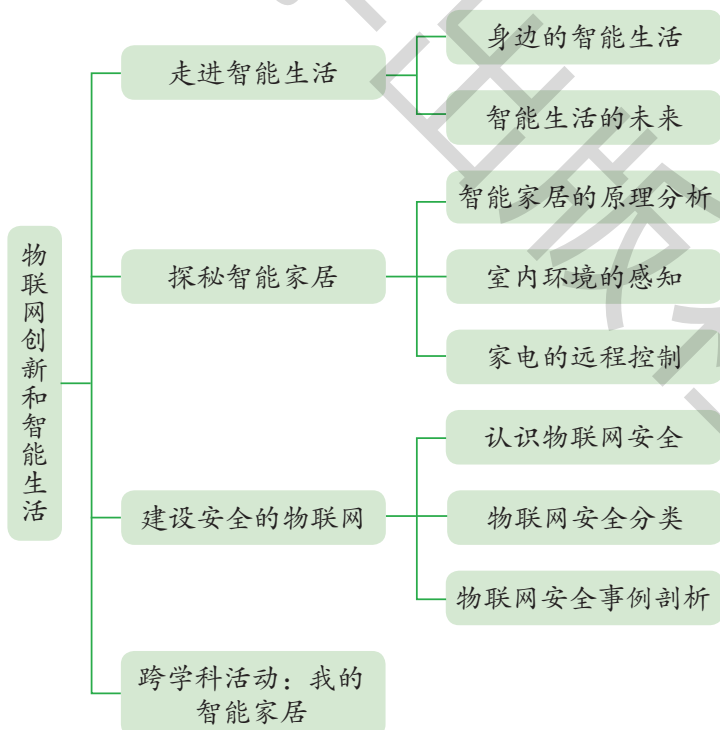 物联网创新和智能生活
走进智能生活
身边的智能生活
智能生活的未来
探秘智能家居
智能家居的原理分析
室内环境的感知
家电的远程控制
建设安全的物联网
认识物联网安全
物联网安全分类
物联网安全事例剖析
跨学科活动：我的
智能家居